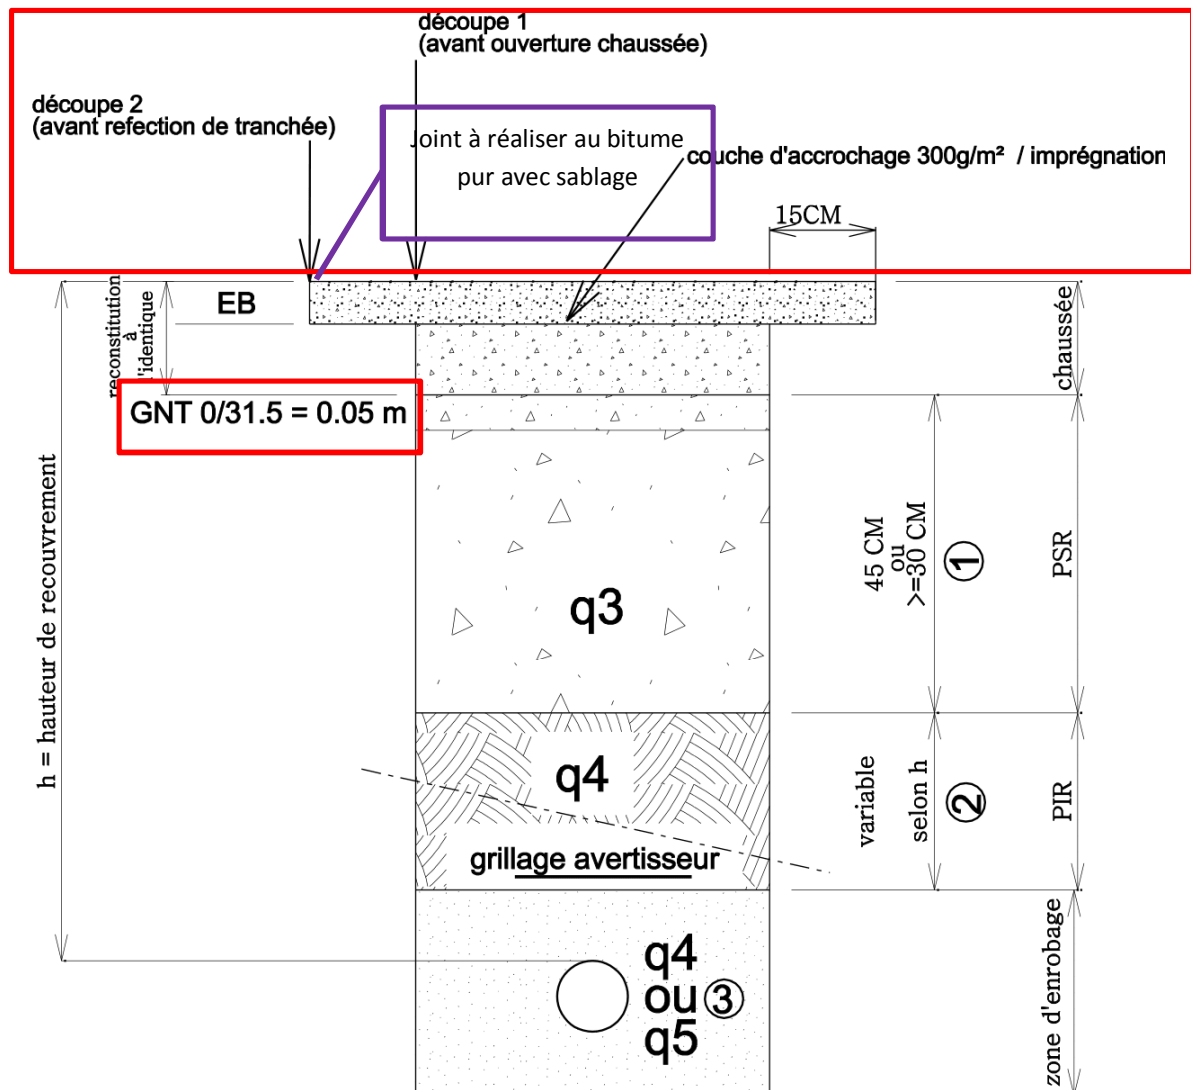 découpe 1
(avant ouverture chaussée)
découpe 2
(avant refection de tranchée)
Joint à réaliser au bitume
pur avec sablage
couche d'accrochage 300g/m² / imprégnation
15CM
reconstitution
à
l'identique
EB
chaussée
GNT 0/31.5 = 0.05 m
h = hauteur de recouvrement
q3
45 CM
ou
>=30 CM
1
PSR
q4
variable
selon h
2
PIR
grillage avertisseur
q4
ou 3
q5
zone d'enrobage